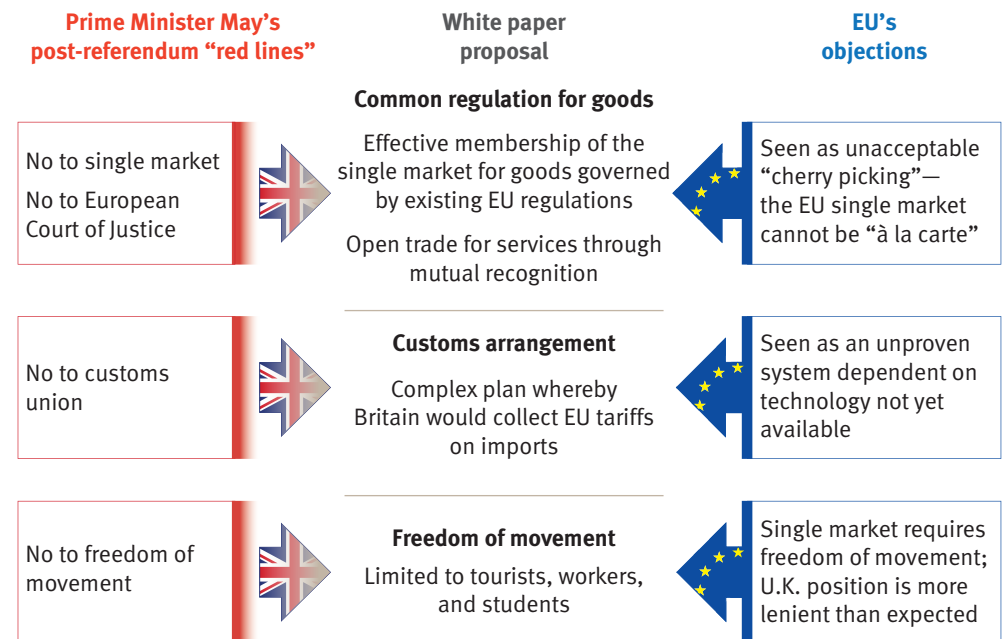 Prime Minister May’s
post-referendum “red lines”
White paper
proposal
EU’s
objections
Common regulation for goods
No to single market
No to European
Court of Justice
Effective membership of the
single market for goods governed
by existing EU regulations
Open trade for services through
mutual recognition
Seen as unacceptable
“cherry picking”—
the EU single market
cannot be “à la carte”
No to customs
union
Customs arrangement
Complex plan whereby
Britain would collect EU tariffs
on imports
Seen as an unproven
system dependent on
technology not yet
available
No to freedom of
movement
Freedom of movement
Limited to tourists, workers,
and students
Single market requires
freedom of movement;
U.K. position is more
lenient than expected